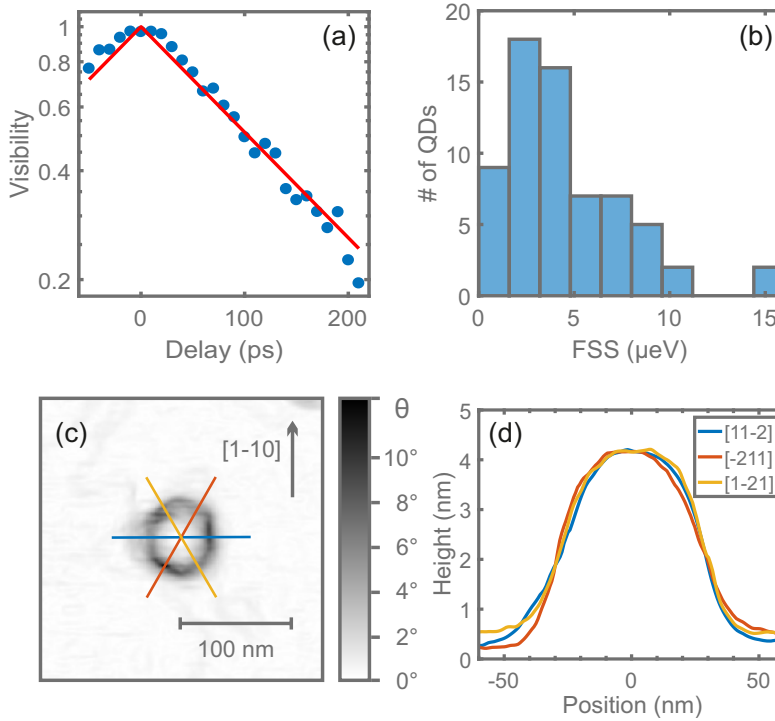 (a)
Visibility
1
0.8
0.6
0.4
0.2
0 100 200
Delay (ps)
(b)
# of QDs
20
15
10
5
0
0 5 10 15
FSS (µeV)
(c)
[1-10]
100 nm
θ
10°
8°
6°
4°
2°
0°
(d)
Height (nm)
5
4
3
2
1
0
-50 0 50
Position (nm)
[11-2]
[-211]
[1-21]